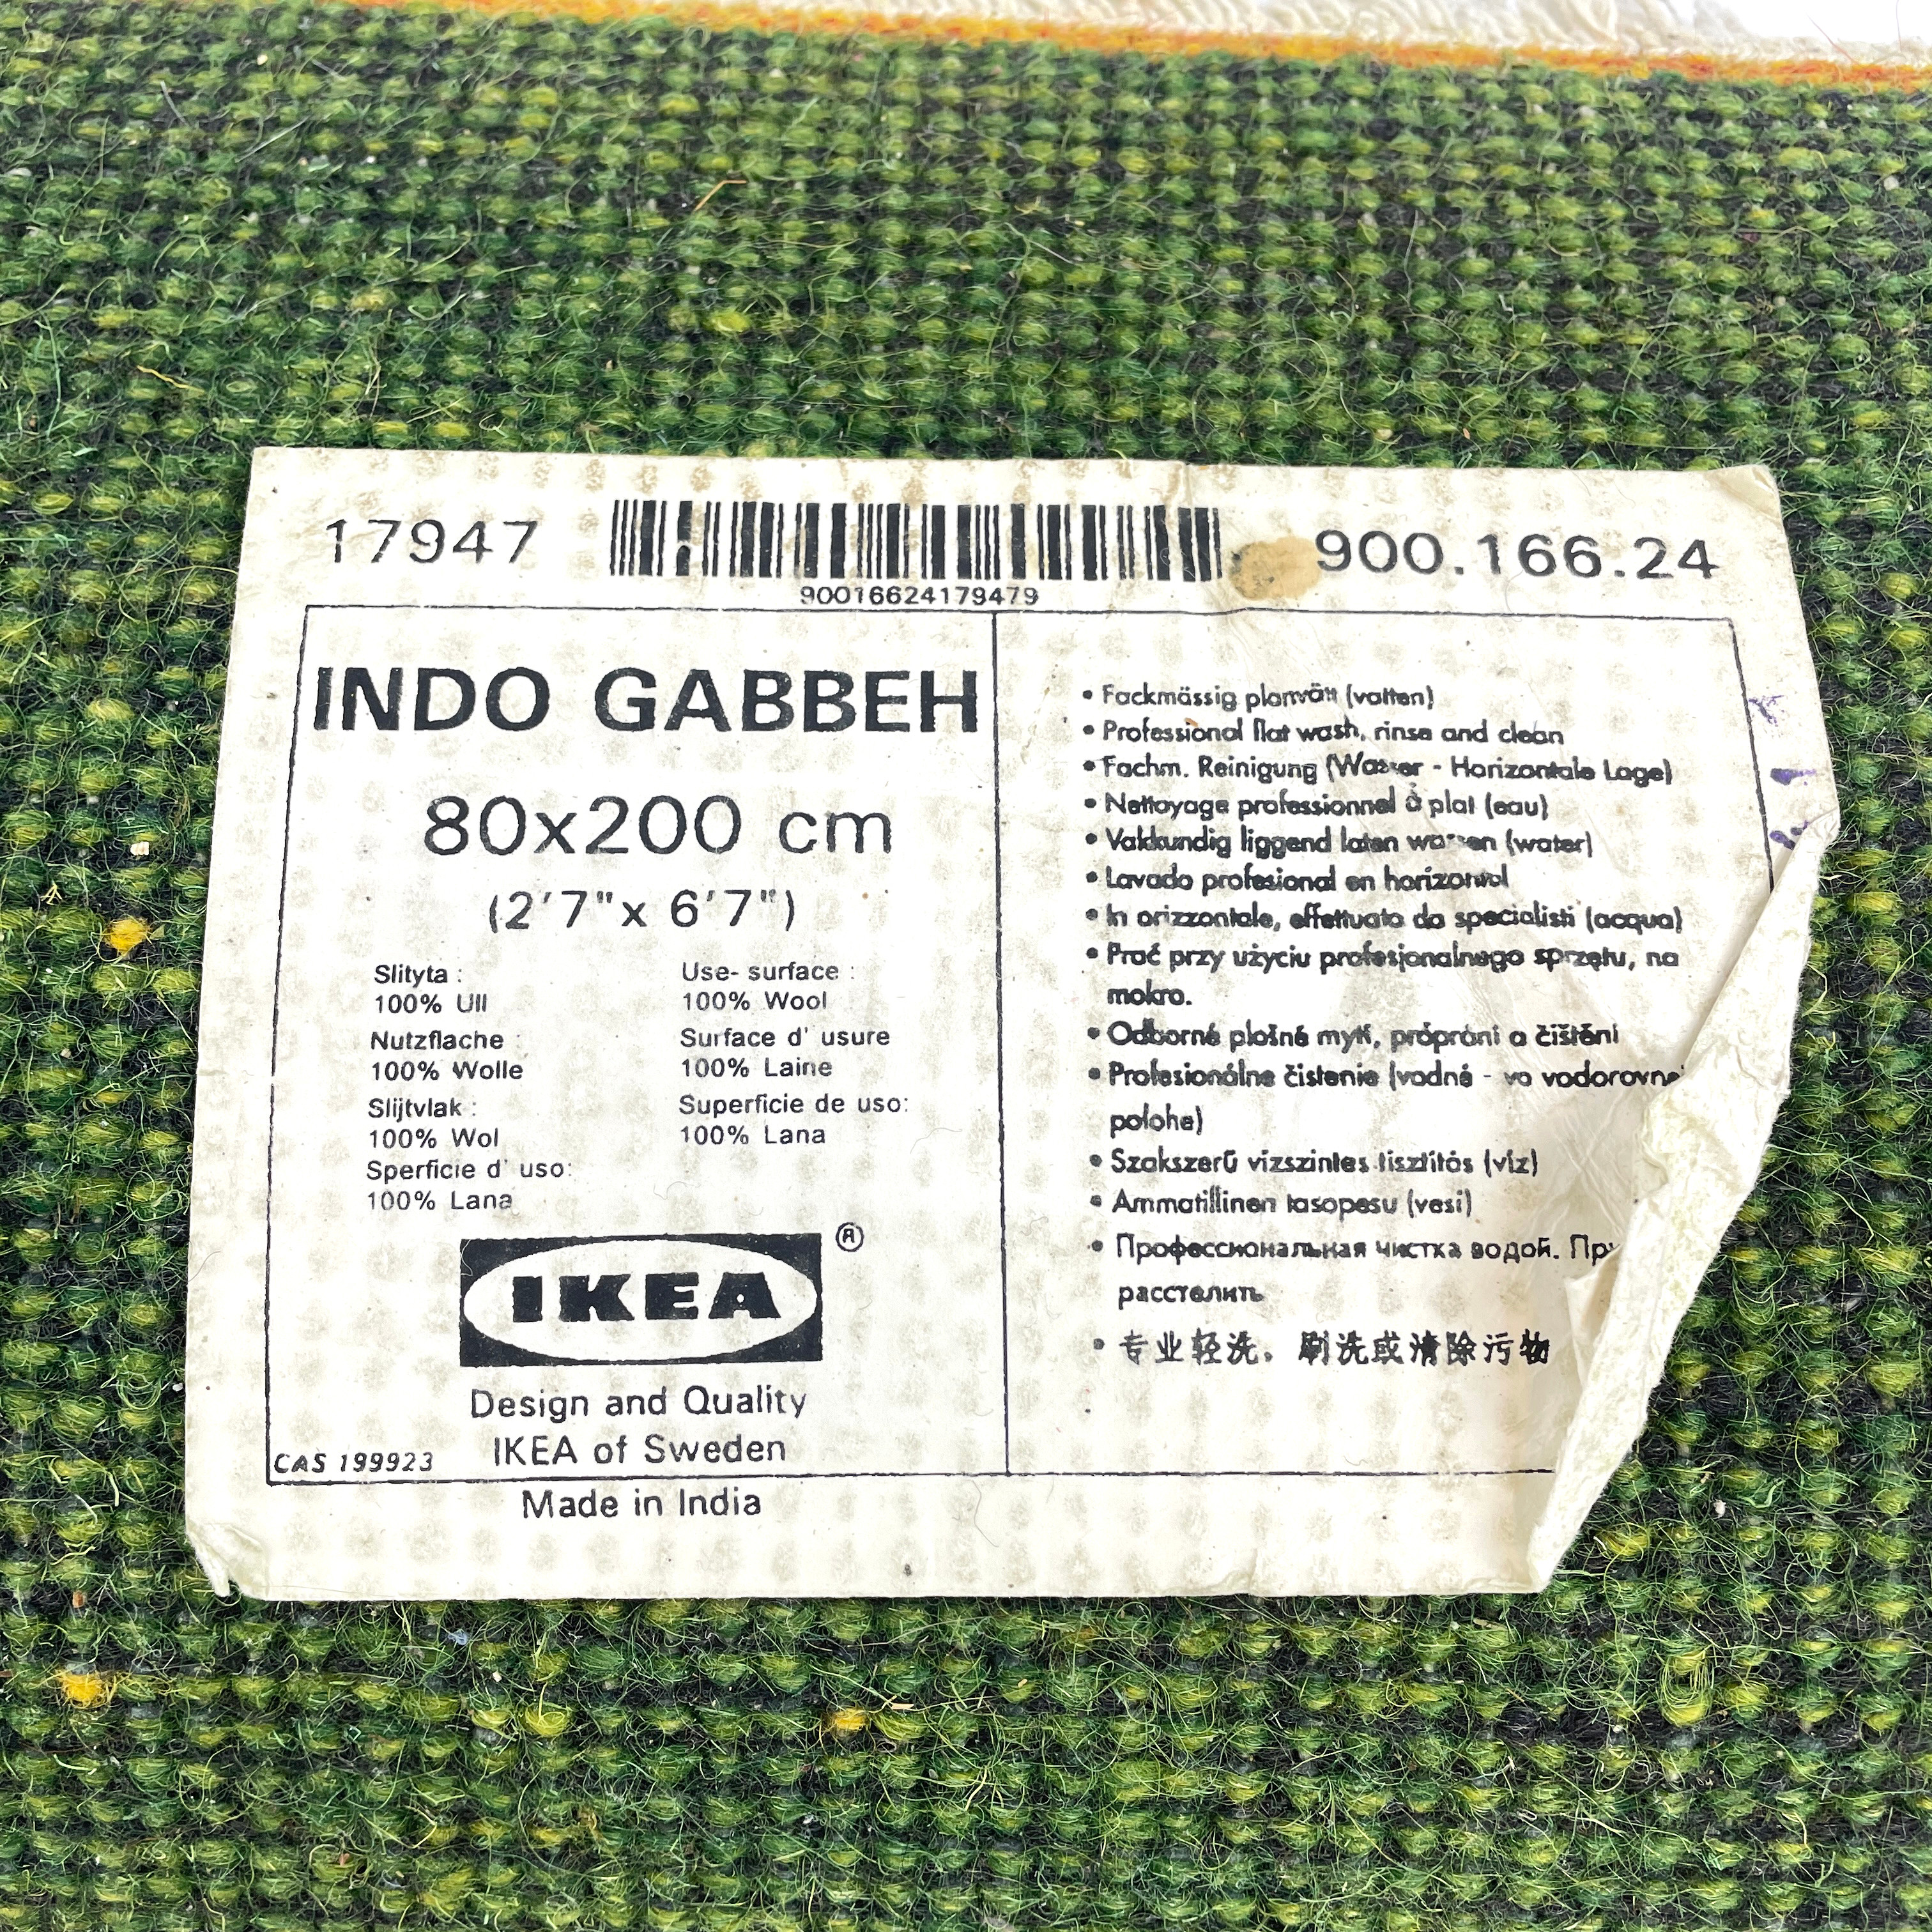 17947
900.166.24
90016624179479
INDO GABBEH
80x200 cm
(2'7"x 6'7")
Slityta :
100% Ull
Use- surface :
100% Wool
Nutzflache :
100% Wolle
Surface d' usure
100% Laine
Slijtvlak :
100% Wol
Superficie de uso:
100% Lana
Sperficie d' uso:
100% Lana
IKEA ®
Design and Quality
IKEA of Sweden
CAS 199923
Made in India
• Fackmässig planvätt (vatten)
• Professional flat wash, rinse and clean
• Fachm. Reinigung (Wasser - Horizontale Lage)
• Nettoyage professionnel à plat (eau)
• Vakkundig liggend laten wassen (water)
• Lavado profesional en horizontal
• In orizzontale, effettuato da specialisti (acqua)
• Prać przy użyciu profesjonalnego sprzętu, na
mokro.
• Odborné plošné mytí, própróní a čištění
• Profesionálne čistenie (vodné - vo vodorovnej
polohe)
• Szakszerű vízszintes tisztítás (víz)
• Ammatillinen tasopesu (vesi)
• Профессиональная чистка водой.
расстелить
• 专业轻洗，刷洗或清除污物